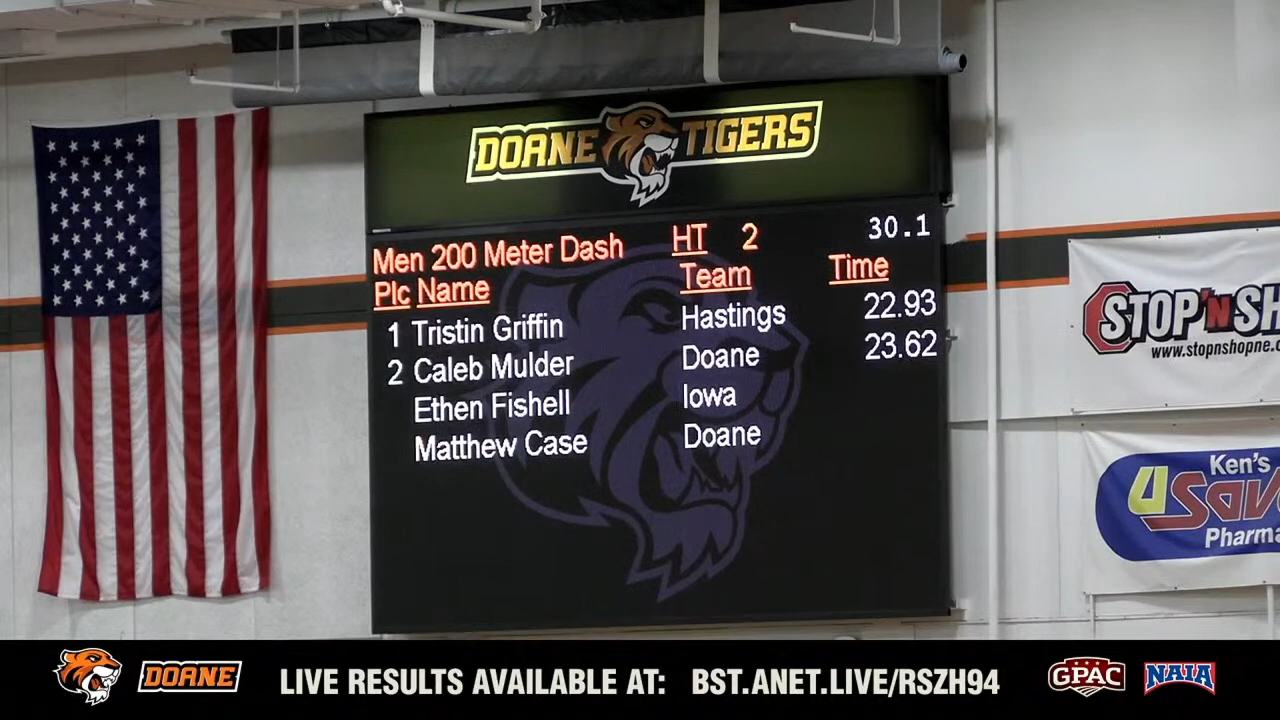 DOANE TIGERS
Men 200 Meter Dash HT 2 30.1
Plc Name Team Time
1 Tristin Griffin Hastings 22.93
2 Caleb Mulder Doane 23.62
Ethen Fishell Iowa
Matthew Case Doane
STOP'N SH
www.stopnshopne.c
Ken's
USav
Pharma
DOANE LIVE RESULTS AVAILABLE AT: BST.ANET.LIVE/RSZH94 GPAC NAIA